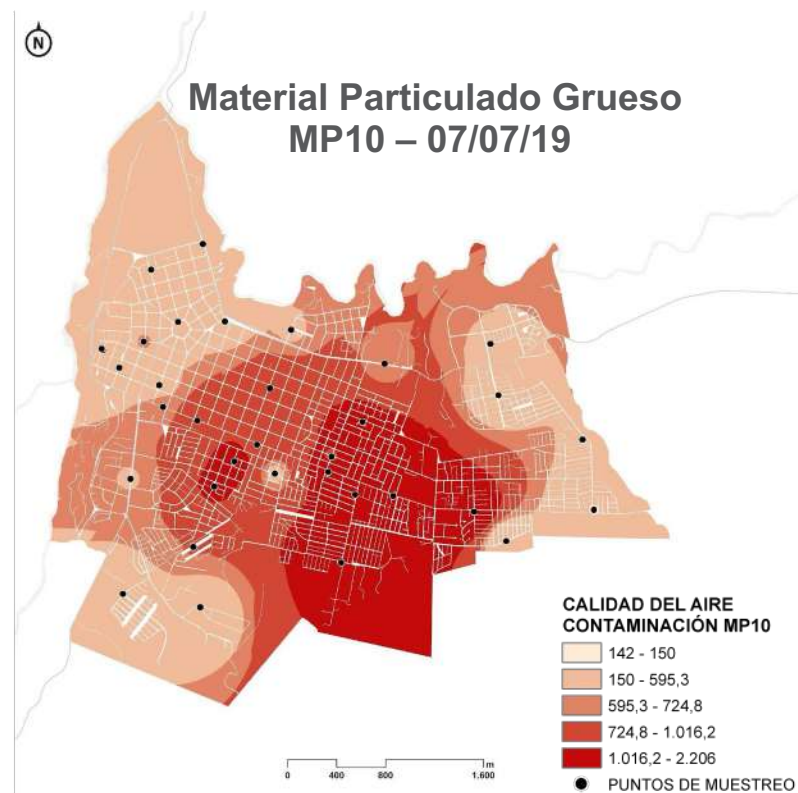 N
Material Particulado Grueso
MP10 – 07/07/19
CALIDAD DEL AIRE
CONTAMINACIÓN MP10
142 - 150
150 - 595,3
595,3 - 724,8
724,8 - 1.016,2
1.016,2 - 2.206
PUNTOS DE MUESTREO
m
0 400 800 1,600